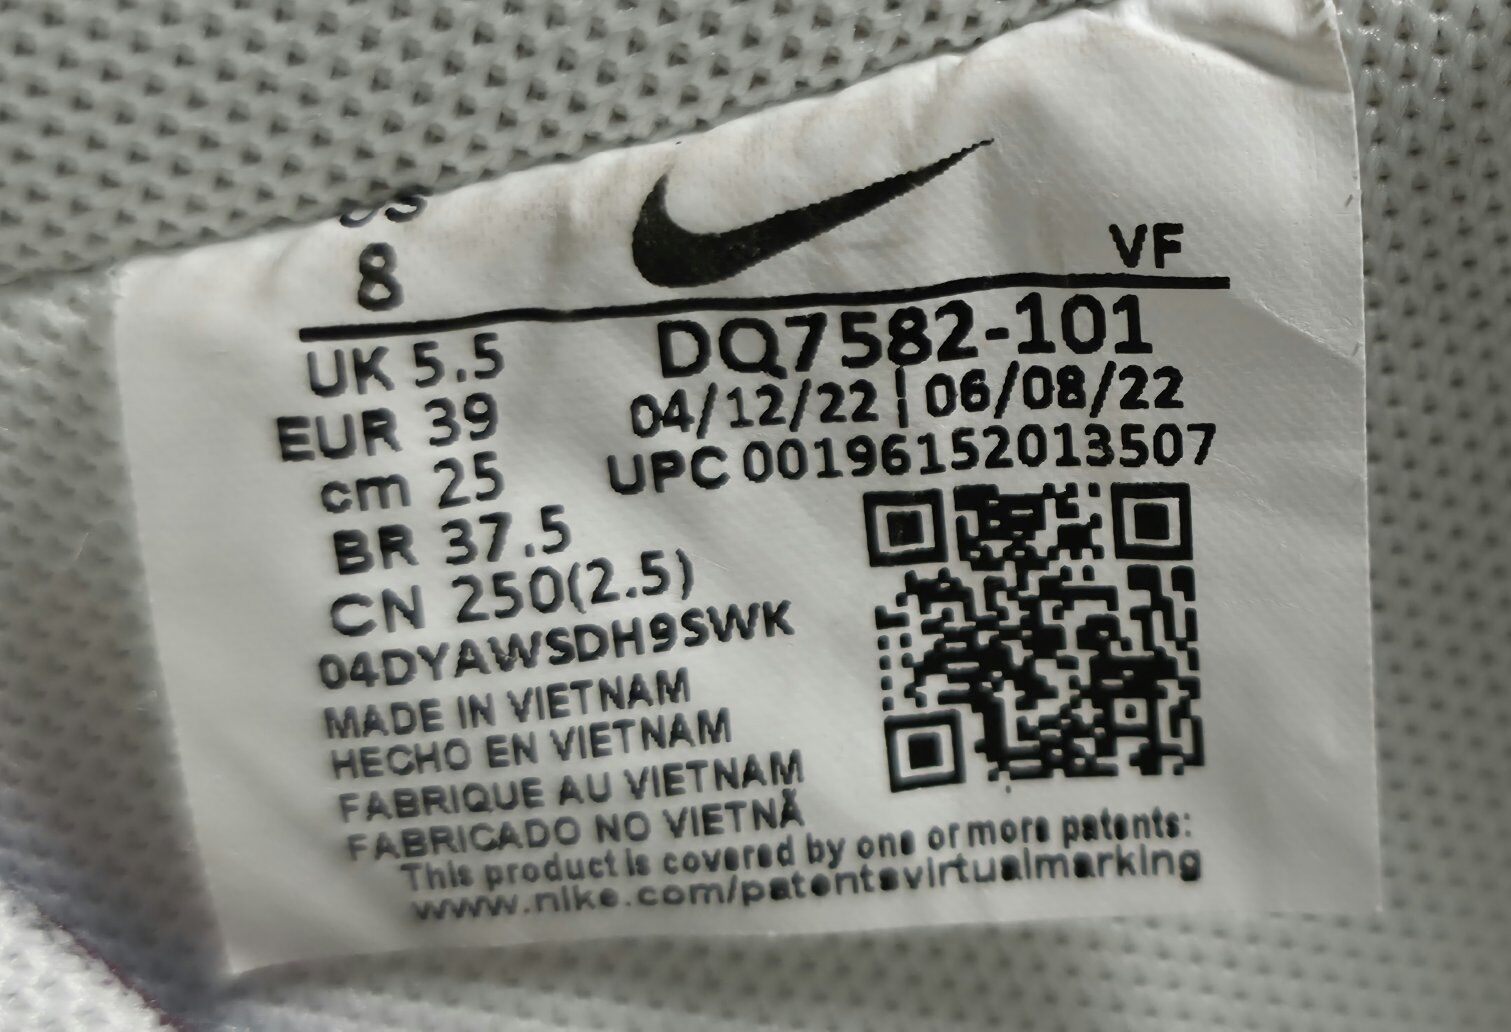 US
8
VF
UK 5.5
EUR 39
cm 25
BR 37.5
CN 250(2.5)
DQ7582-101
04/12/22 | 06/08/22
UPC 00196152013507
04DYAWSDH9SWK
MADE IN VIETNAM
HECHO EN VIETNAM
FABRIQUE AU VIETNAM
FABRICADO NO VIETNÃ
This product is covered by one or more patents:
www.nike.com/patentsvirtualmarking